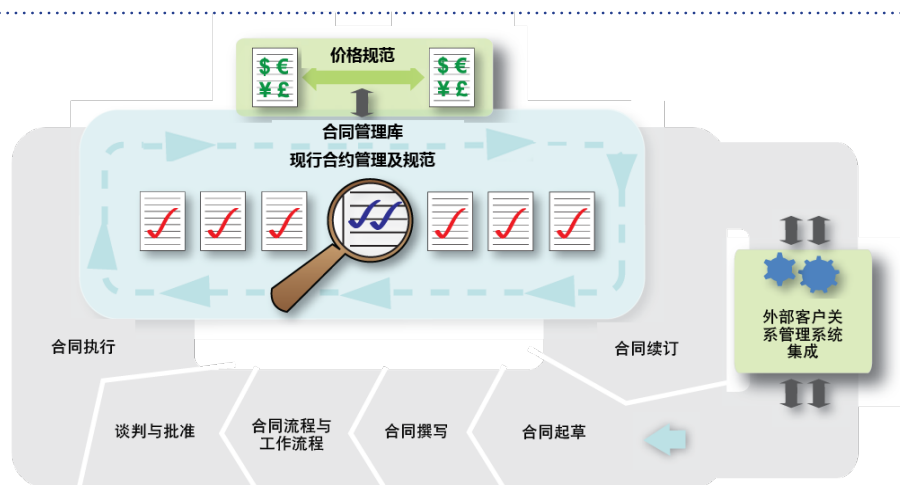 价格规范
$ €
¥ £
$ €
¥ £
合同管理库
现行合约管理及规范
外部客户关
系管理系统
集成
合同执行
合同续订
谈判与批准
合同流程与
工作流程
合同撰写
合同起草